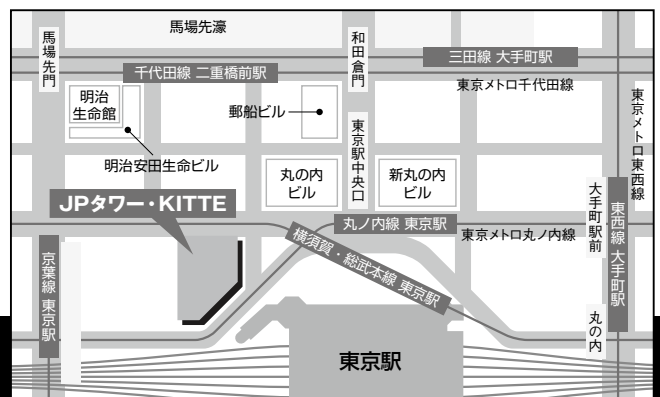 馬場先濠
馬場先門
和田倉門
三田線 大手町駅
千代田線 二重橋前駅
東京メトロ千代田線
明治
生命館
郵船ビル
東京メトロ東西線
東京駅中央口
明治安田生命ビル
丸の内
ビル
新丸の内
ビル
JPタワー・KITTE
大手町駅前
東西線 大手町駅
丸ノ内線 東京駅
東京メトロ丸ノ内線
横須賀・総武本線 東京駅
京葉線 東京駅
丸の内
東京駅